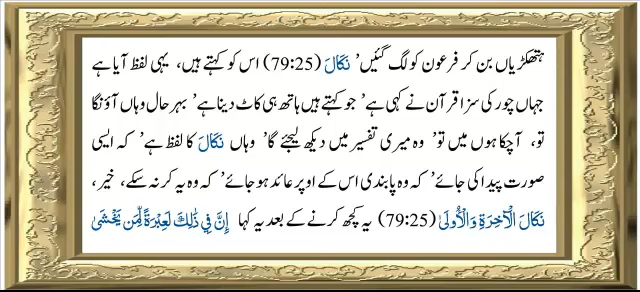 ہتھکڑیاں بن کر فرعون کو لگ گئیں' نَكَالَ (79:25) اس کو کہتے ہیں، یہی لفظ آیا ہے
جہاں چور کی سزا قرآن نے کہی ہے' جو کہتے ہیں ہاتھ ہی کاٹ دینا ہے' بہر حال وہاں آؤ نگا
تو، آ چکا ہوں میں تو' وہ میری تفسیر میں دیکھ لیجئے گا' وہاں نَكَالَ کا لفظ ہے' کہ ایسی
صورت پیدا کی جائے' کہ وہ پابندی اس کے اوپر عائد ہو جائے' کہ وہ یہ کر نہ سکے، خیر،
نَكَالَ الْآخِرَةِ وَالْأُولَىٰ (79:25) یہ کچھ کرنے کے بعد یہ کہا إِنَّ فِي ذَٰلِكَ لَعِبْرَةً لِّمَن يَخْشَىٰ